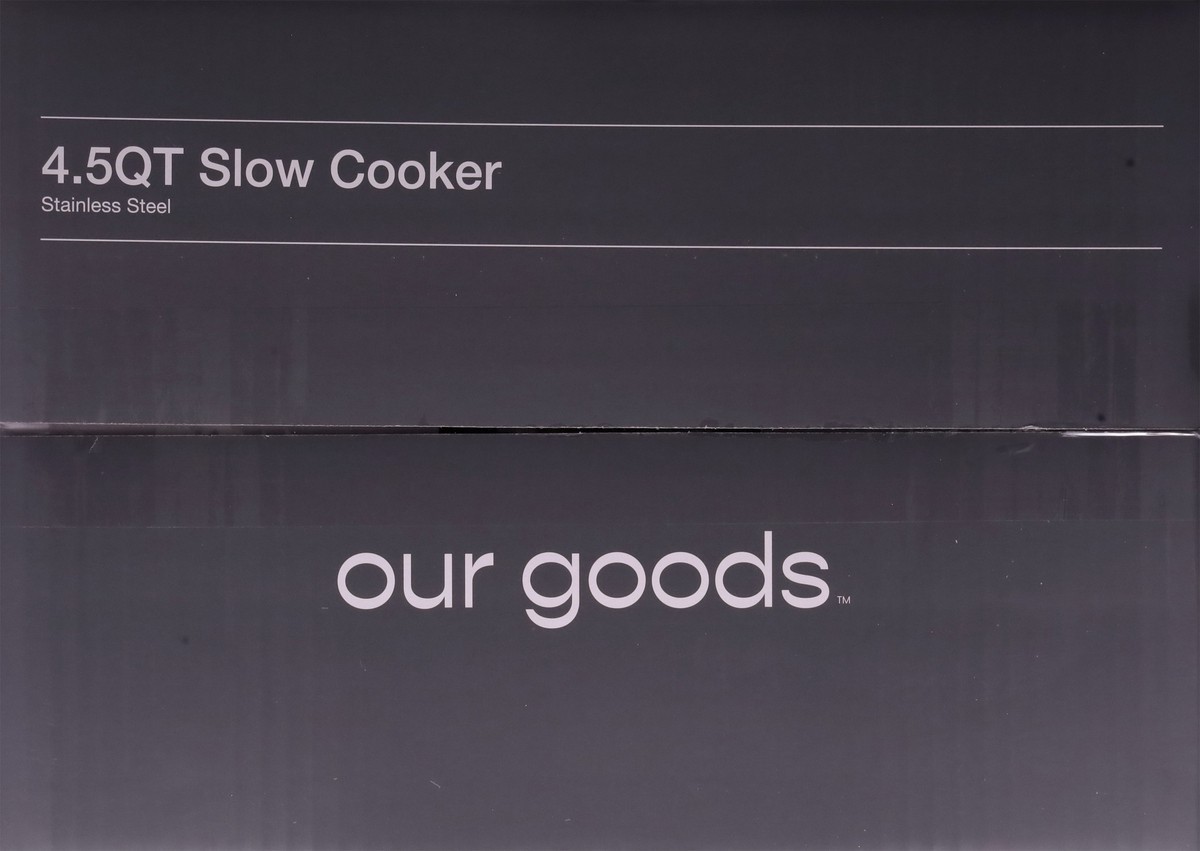 4.5QT Slow Cooker
Stainless Steel
our goods™